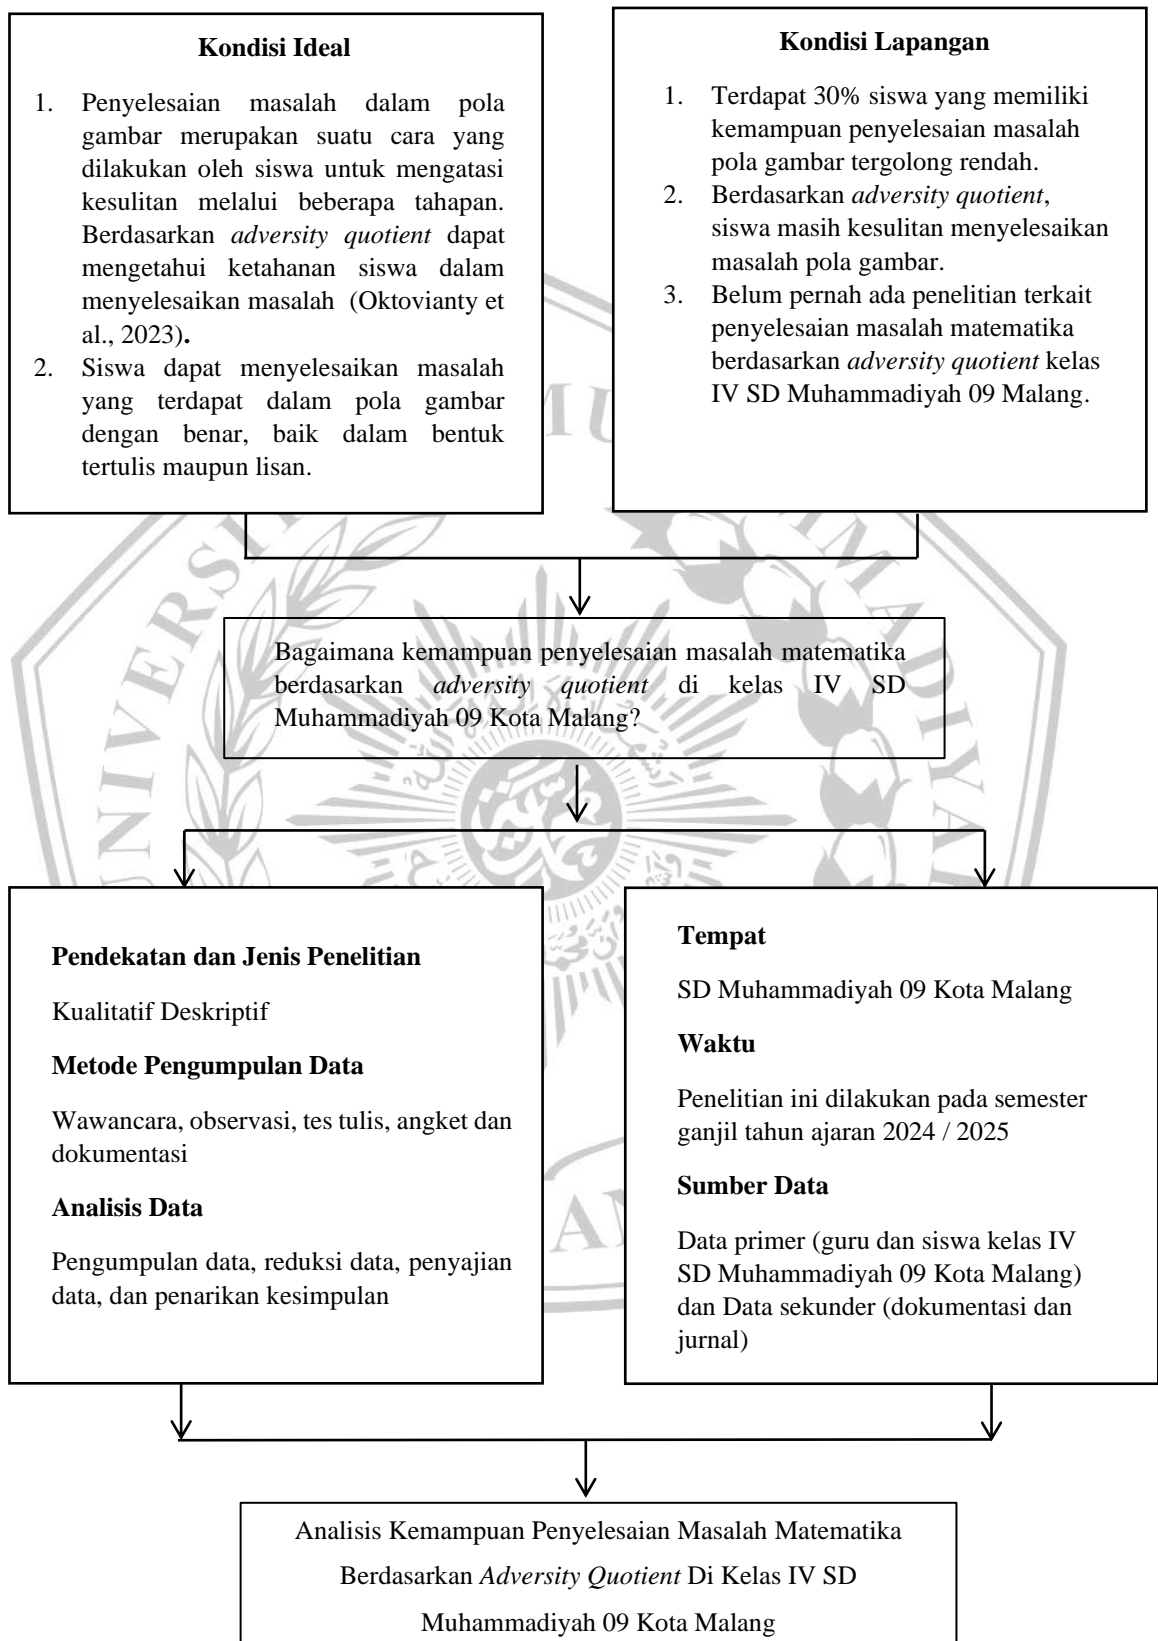 Kondisi Ideal
1. Penyelesaian masalah dalam pola
gambar merupakan suatu cara yang
dilakukan oleh siswa untuk mengatasi
kesulitan melalui beberapa tahapan.
Berdasarkan adversity quotient dapat
mengetahui ketahanan siswa dalam
menyelesaikan masalah (Oktovianty et
al., 2023).
2. Siswa dapat menyelesaikan masalah
yang terdapat dalam pola gambar
dengan benar, baik dalam bentuk
tertulis maupun lisan.
Kondisi Lapangan
1. Terdapat 30% siswa yang memiliki
kemampuan penyelesaian masalah
pola gambar tergolong rendah.
2. Berdasarkan adversity quotient,
siswa masih kesulitan menyelesaikan
masalah pola gambar.
3. Belum pernah ada penelitian terkait
penyelesaian masalah matematika
berdasarkan adversity quotient kelas
IV SD Muhammadiyah 09 Malang.
Bagaimana kemampuan penyelesaian masalah matematika
berdasarkan adversity quotient di kelas IV SD
Muhammadiyah 09 Kota Malang?
Pendekatan dan Jenis Penelitian
Kualitatif Deskriptif
Metode Pengumpulan Data
Wawancara, observasi, tes tulis, angket dan
dokumentasi
Analisis Data
Pengumpulan data, reduksi data, penyajian
data, dan penarikan kesimpulan
Tempat
SD Muhammadiyah 09 Kota Malang
Waktu
Penelitian ini dilakukan pada semester
ganjil tahun ajaran 2024 / 2025
Sumber Data
Data primer (guru dan siswa kelas IV
SD Muhammadiyah 09 Kota Malang)
dan Data sekunder (dokumentasi dan
jurnal)
Analisis Kemampuan Penyelesaian Masalah Matematika
Berdasarkan Adversity Quotient Di Kelas IV SD
Muhammadiyah 09 Kota Malang